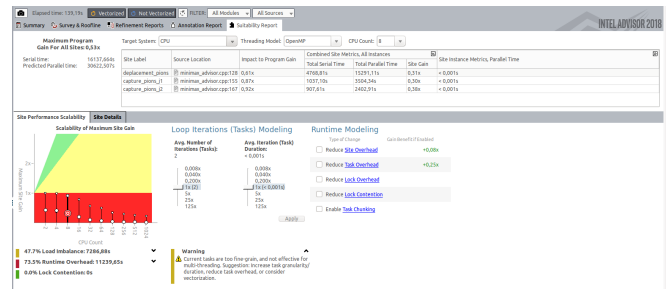 Elapsed time: 139,19s Vectorized Not Vectorized FILTER: All Modules All Sources
Summary Survey & Roofline Refinement Reports Annotation Report Suitability Report INTEL ADVISOR 2018
Maximum Program Gain For All Sites: 0,53x
Target System: CPU Threading Model: OpenMP CPU Count: 8
Serial time: 16137,664s
Predicted Parallel time: 30622,507s
Combined Site Metrics, All Instances
Site Label Source Location Impact to Program Gain Total Serial Time Total Parallel Time Site Gain Site Instance Metrics, Parallel Time
deplacement_pions minimax_advisor.cpp:128 0,61x 4768,81s 15291,11s 0,31x < 0,001s
capture_pions_j1 minimax_advisor.cpp:155 0,87x 1037,10s 3504,34s 0,30x < 0,001s
capture_pions_j2 minimax_advisor.cpp:167 0,92x 907,61s 2402,91s 0,38x < 0,001s
Site Performance Scalability Site Details
Scalability of Maximum Site Gain
Maximum Site Gain
2x
1x
CPU Count
Loop Iterations (Tasks) Modeling
Avg. Number of Iterations (Tasks):
2
0,008x
0,040x
0,200x
1x (2)
5x
25x
125x
Avg. Iteration (Task) Duration:
< 0,001s
0,008x
0,040x
0,200x
1x (< 0,001s)
5x
25x
125x
Apply
Runtime Modeling
Type of Change Gain Benefit if Enabled
Reduce Site Overhead +0,08x
Reduce Task Overhead +0,25x
Reduce Lock Overhead
Reduce Lock Contention
Enable Task Chunking
47.7% Load Imbalance: 7286,88s
73.5% Runtime Overhead: 11239,65s
0.0% Lock Contention: 0s
Warning
Current tasks are too fine-grain, and not effective for
multi-threading. Suggestion: increase task granularity/
duration, reduce task overhead, or consider
vectorization.